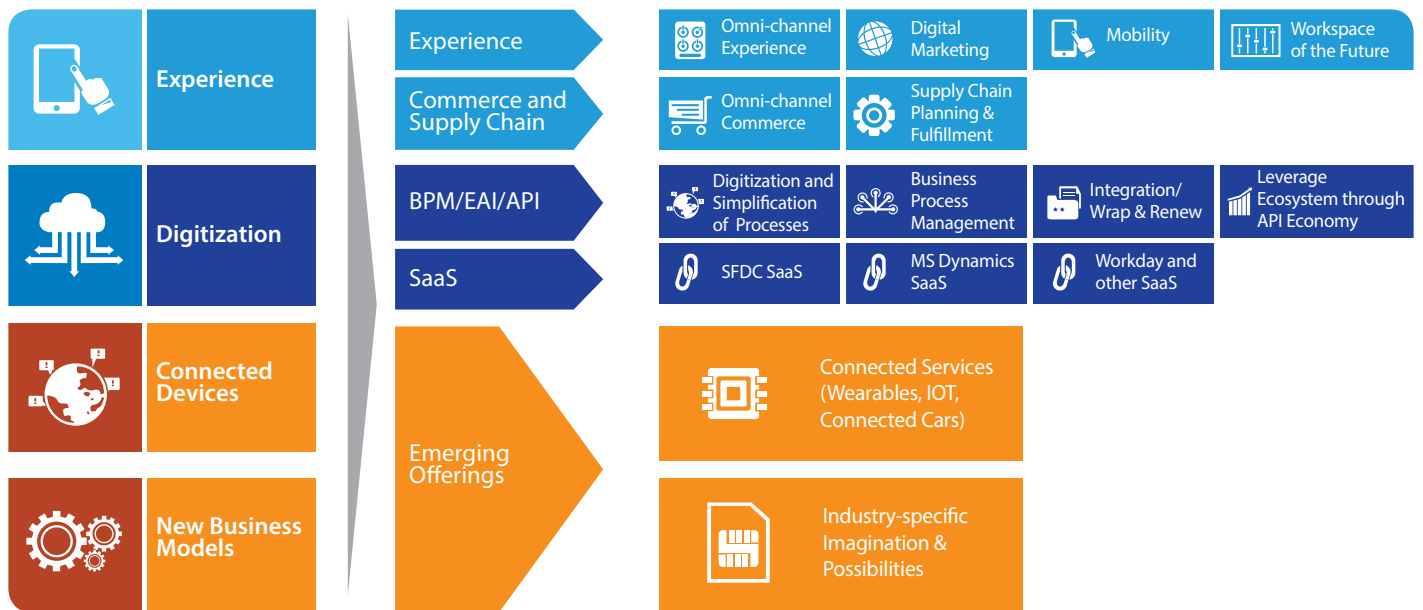 Experience
Experience
Omni-channel
Experience
Digital
Marketing
Mobility
Workspace
of the Future
Commerce and
Supply Chain
Omni-channel
Commerce
Supply Chain
Planning &
Fulfillment
Digitization
BPM/EAI/API
Digitization and
Simplification
of Processes
Business
Process
Management
Integration/
Wrap & Renew
Leverage
Ecosystem through
API Economy
SaaS
SFDC SaaS
MS Dynamics
SaaS
Workday and
other SaaS
Connected
Devices
New Business
Models
Emerging
Offerings
Connected Services
(Wearables, IOT,
Connected Cars)
Industry-specific
Imagination &
Possibilities